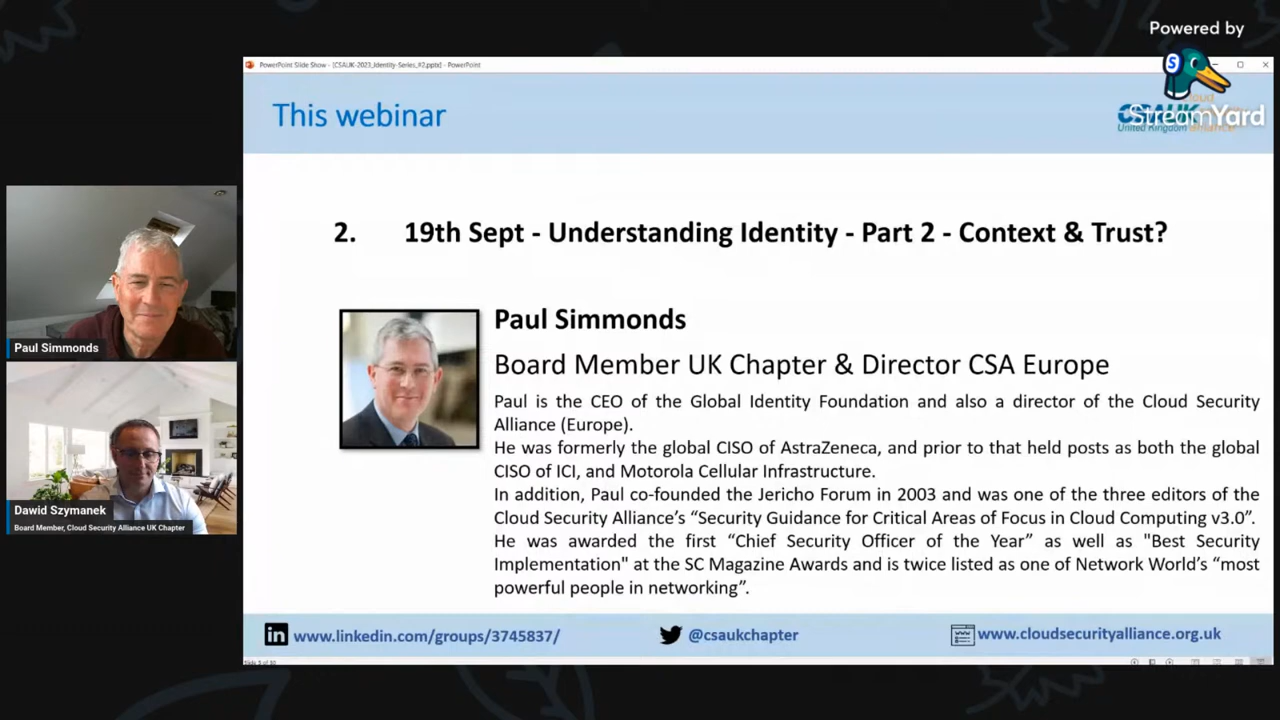 Powered by
StreamYard
PowerPoint Slide Show - [CSAUK-2023_Identity-Series_#2.pptx] - PowerPoint
This webinar
CSAUK
United Kingdom
2. 19th Sept - Understanding Identity - Part 2 - Context & Trust?
Paul Simmonds
Board Member UK Chapter & Director CSA Europe
Paul is the CEO of the Global Identity Foundation and also a director of the Cloud Security
Alliance (Europe).
He was formerly the global CISO of AstraZeneca, and prior to that held posts as both the global
CISO of ICI, and Motorola Cellular Infrastructure.
In addition, Paul co-founded the Jericho Forum in 2003 and was one of the three editors of the
Cloud Security Alliance’s “Security Guidance for Critical Areas of Focus in Cloud Computing v3.0”.
He was awarded the first “Chief Security Officer of the Year” as well as "Best Security
Implementation" at the SC Magazine Awards and is twice listed as one of Network World’s “most
powerful people in networking”.
Paul Simmonds
Dawid Szymanek
Board Member, Cloud Security Alliance UK Chapter
www.linkedin.com/groups/3745837/
@csaukchapter
www.cloudsecurityalliance.org.uk